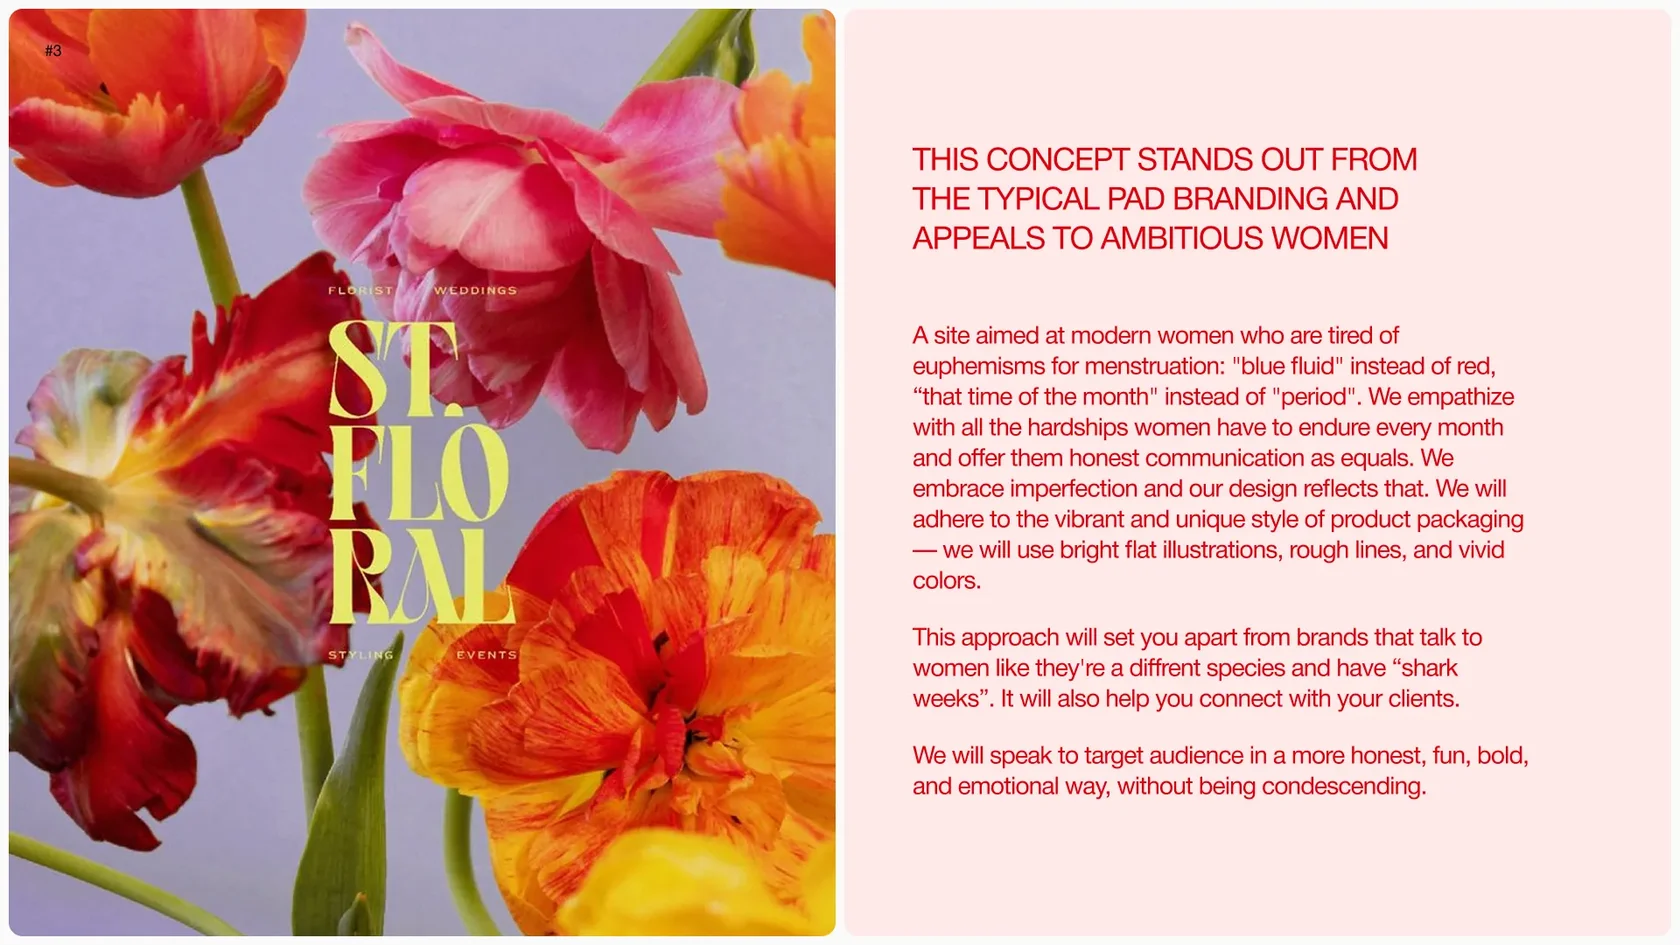 #3
FLORIST WEDDINGS
ST.
FLO
RAL
STYLING EVENTS
THIS CONCEPT STANDS OUT FROM
THE TYPICAL PAD BRANDING AND
APPEALS TO AMBITIOUS WOMEN
A site aimed at modern women who are tired of
euphemisms for menstruation: "blue fluid" instead of red,
“that time of the month" instead of "period". We empathize
with all the hardships women have to endure every month
and offer them honest communication as equals. We
embrace imperfection and our design reflects that. We will
adhere to the vibrant and unique style of product packaging
— we will use bright flat illustrations, rough lines, and vivid
colors.
This approach will set you apart from brands that talk to
women like they're a diffrent species and have “shark
weeks”. It will also help you connect with your clients.
We will speak to target audience in a more honest, fun, bold,
and emotional way, without being condescending.